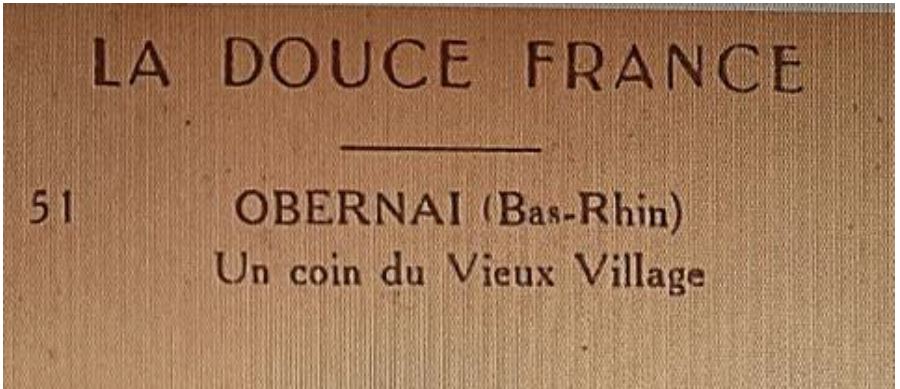 LA DOUCE FRANCE
51 OBERNAI (Bas-Rhin)
Un coin du Vieux Village